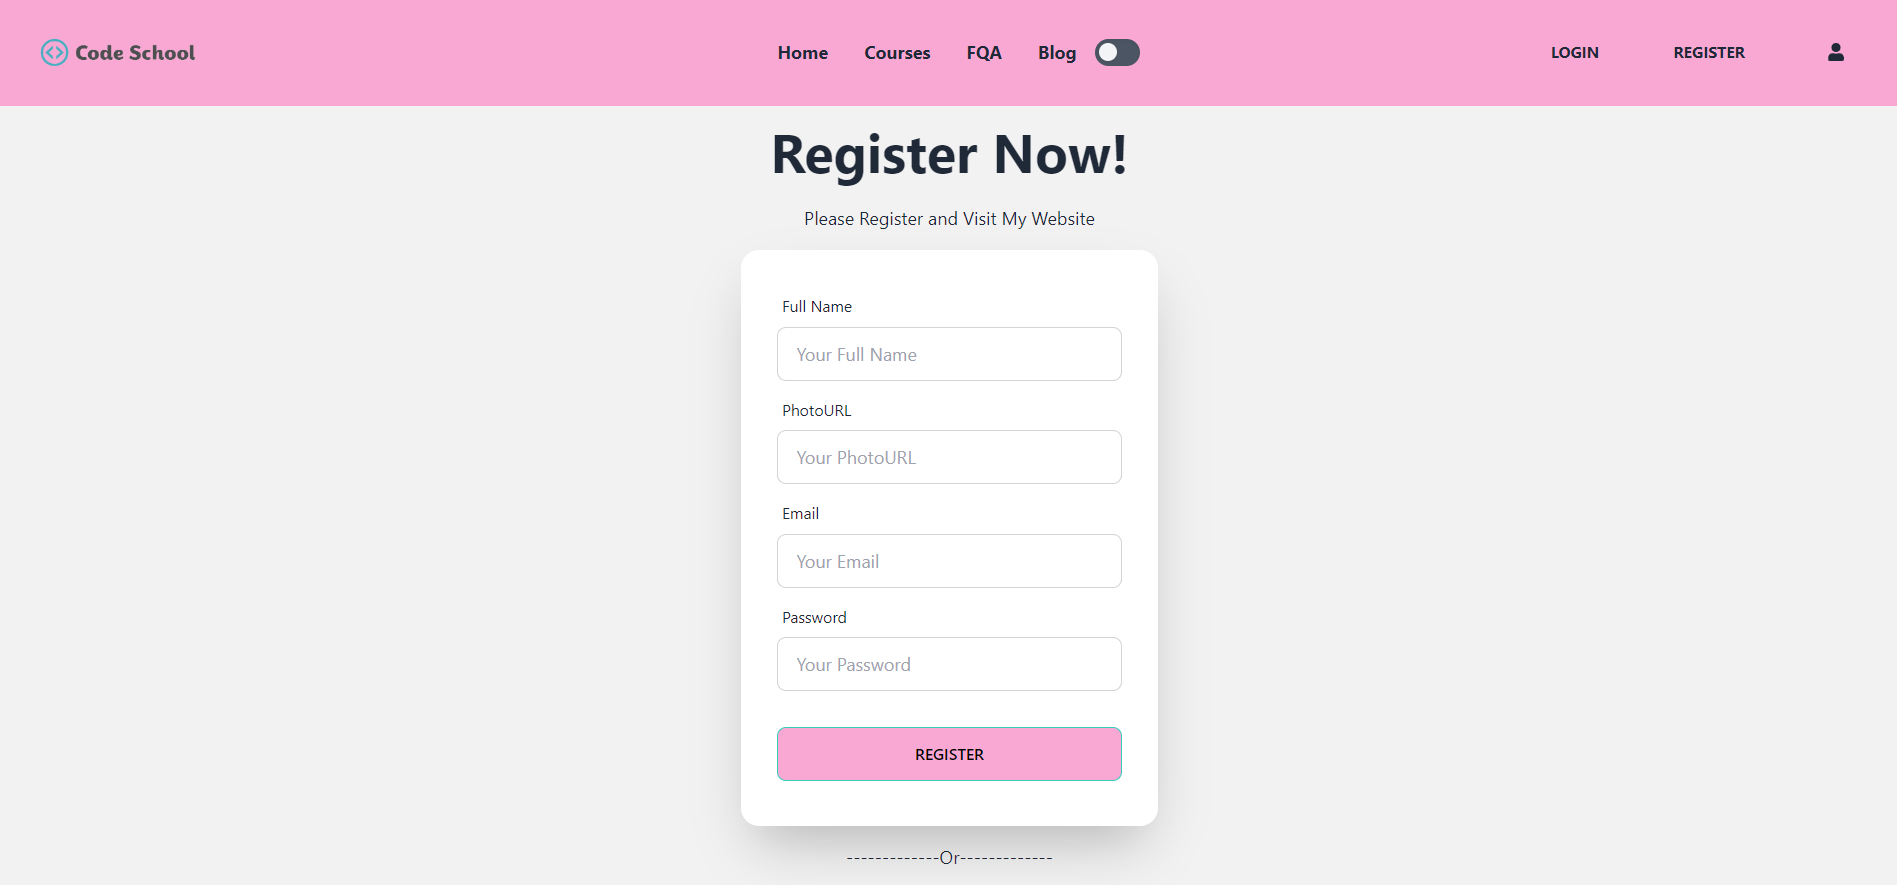 Code School
Home Courses FQA Blog
LOGIN REGISTER
Register Now!
Please Register and Visit My Website
Full Name
Your Full Name
PhotoURL
Your PhotoURL
Email
Your Email
Password
Your Password
REGISTER
-------------Or-------------